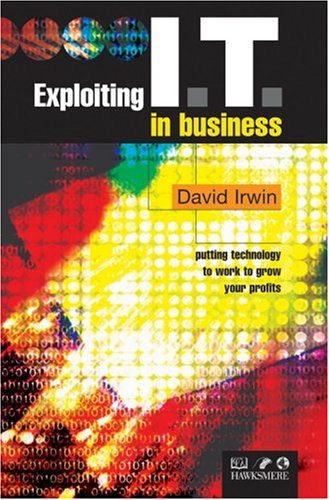 Exploiting I.T.
in business
David Irwin
putting technology
to work to grow
your profits
HAWKSMERE